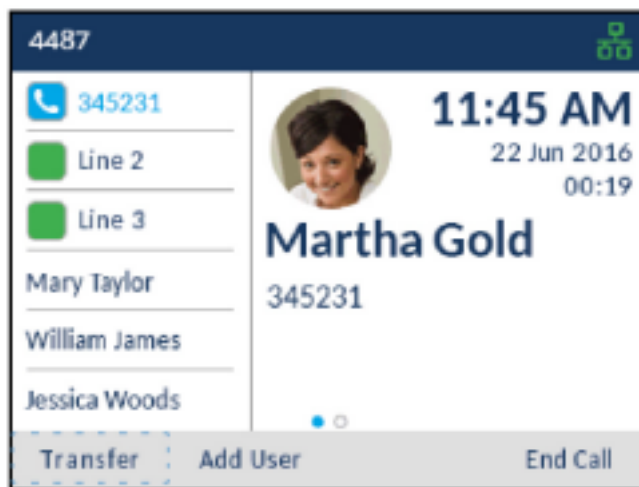 4487
345231
Line 2
Line 3
Mary Taylor
William James
Jessica Woods
11:45 AM
22 Jun 2016
00:19
Martha Gold
345231
Transfer
Add User
End Call